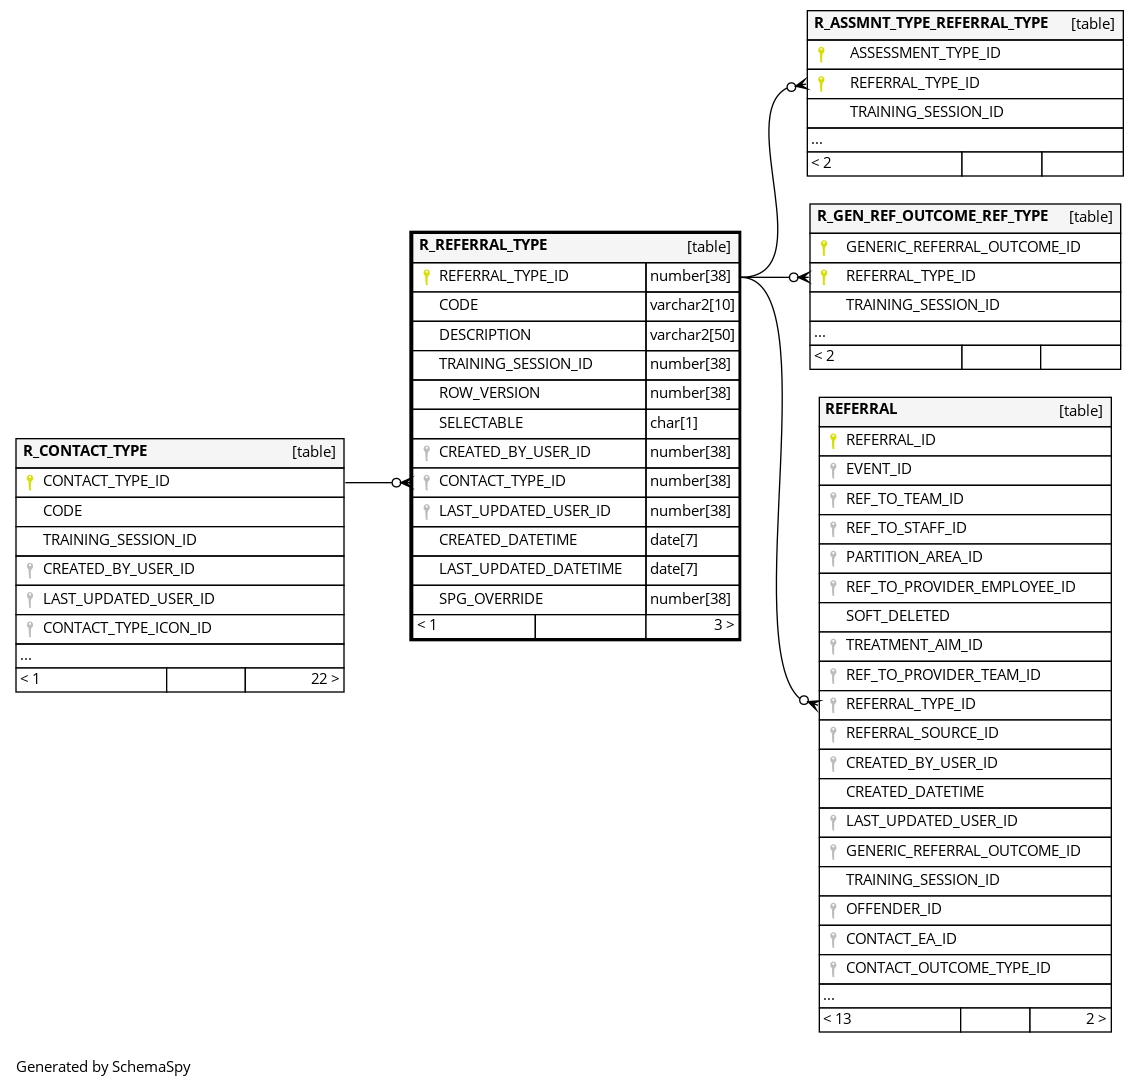 R_ASSMNT_TYPE_REFERRAL_TYPE [table]
ASSESSMENT_TYPE_ID
REFERRAL_TYPE_ID
TRAINING_SESSION_ID
...
< 2
R_GEN_REF_OUTCOME_REF_TYPE [table]
GENERIC_REFERRAL_OUTCOME_ID
REFERRAL_TYPE_ID
TRAINING_SESSION_ID
...
< 2
R_REFERRAL_TYPE [table]
REFERRAL_TYPE_ID number[38]
CODE varchar2[10]
DESCRIPTION varchar2[50]
TRAINING_SESSION_ID number[38]
ROW_VERSION number[38]
SELECTABLE char[1]
CREATED_BY_USER_ID number[38]
CONTACT_TYPE_ID number[38]
LAST_UPDATED_USER_ID number[38]
CREATED_DATETIME date[7]
LAST_UPDATED_DATETIME date[7]
SPG_OVERRIDE number[38]
< 1 3 >
R_CONTACT_TYPE [table]
CONTACT_TYPE_ID
CODE
TRAINING_SESSION_ID
CREATED_BY_USER_ID
LAST_UPDATED_USER_ID
CONTACT_TYPE_ICON_ID
...
< 1 22 >
REFERRAL [table]
REFERRAL_ID
EVENT_ID
REF_TO_TEAM_ID
REF_TO_STAFF_ID
PARTITION_AREA_ID
REF_TO_PROVIDER_EMPLOYEE_ID
SOFT_DELETED
TREATMENT_AIM_ID
REF_TO_PROVIDER_TEAM_ID
REFERRAL_TYPE_ID
REFERRAL_SOURCE_ID
CREATED_BY_USER_ID
CREATED_DATETIME
LAST_UPDATED_USER_ID
GENERIC_REFERRAL_OUTCOME_ID
TRAINING_SESSION_ID
OFFENDER_ID
CONTACT_EA_ID
CONTACT_OUTCOME_TYPE_ID
...
< 13 2 >
Generated by SchemaSpy